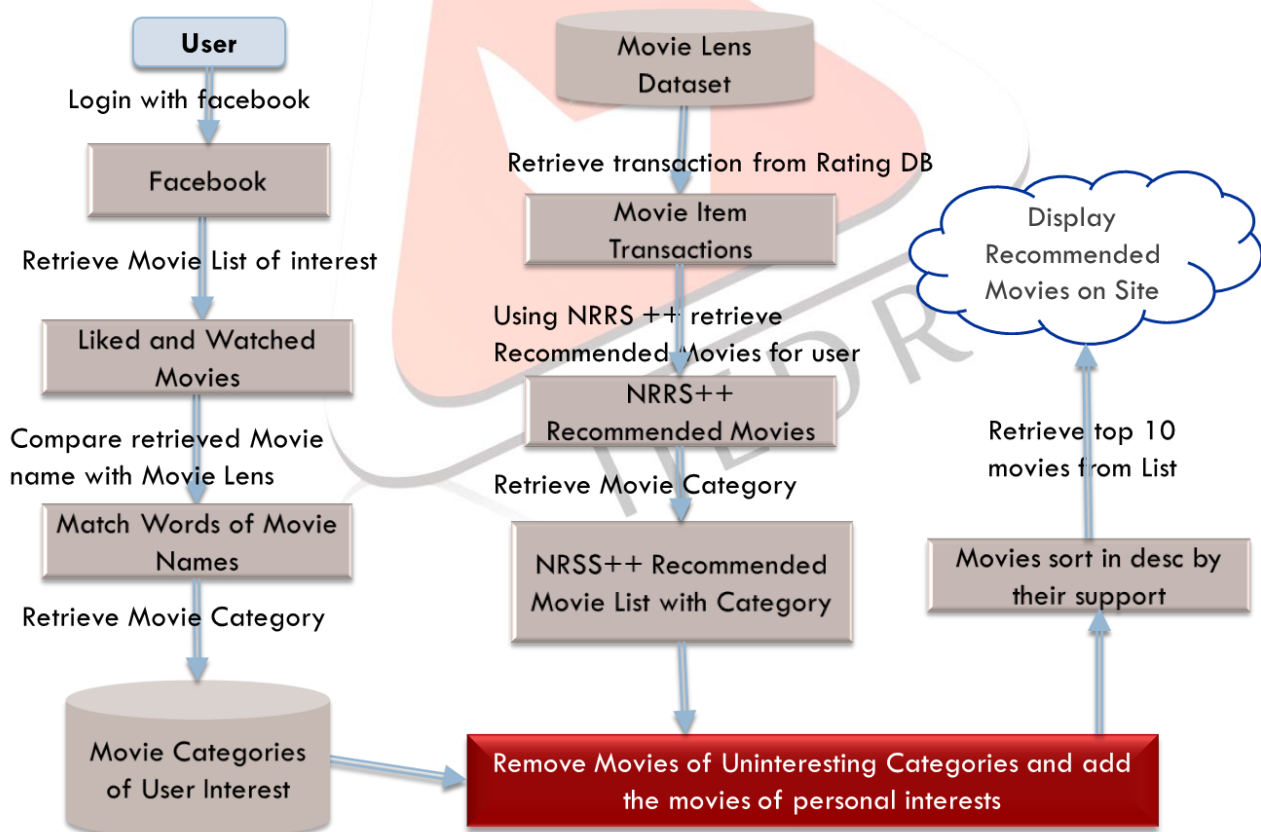 User
Login with facebook
Facebook
Retrieve Movie List of interest
Liked and Watched
Movies
Compare retrieved Movie
name with Movie Lens
Match Words of Movie
Names
Retrieve Movie Category
Movie Categories
of User Interest
Movie Lens
Dataset
Retrieve transaction from Rating DB
Movie Item
Transactions
Using NRRS ++ retrieve
Recommended Movies for user
NRRS++
Recommended Movies
Retrieve Movie Category
NRSS++ Recommended
Movie List with Category
Remove Movies of Uninteresting Categories and add
the movies of personal interests
Movies sort in desc by
their support
Retrieve top 10
movies from List
Display
Recommended
Movies on Site
IJEDR